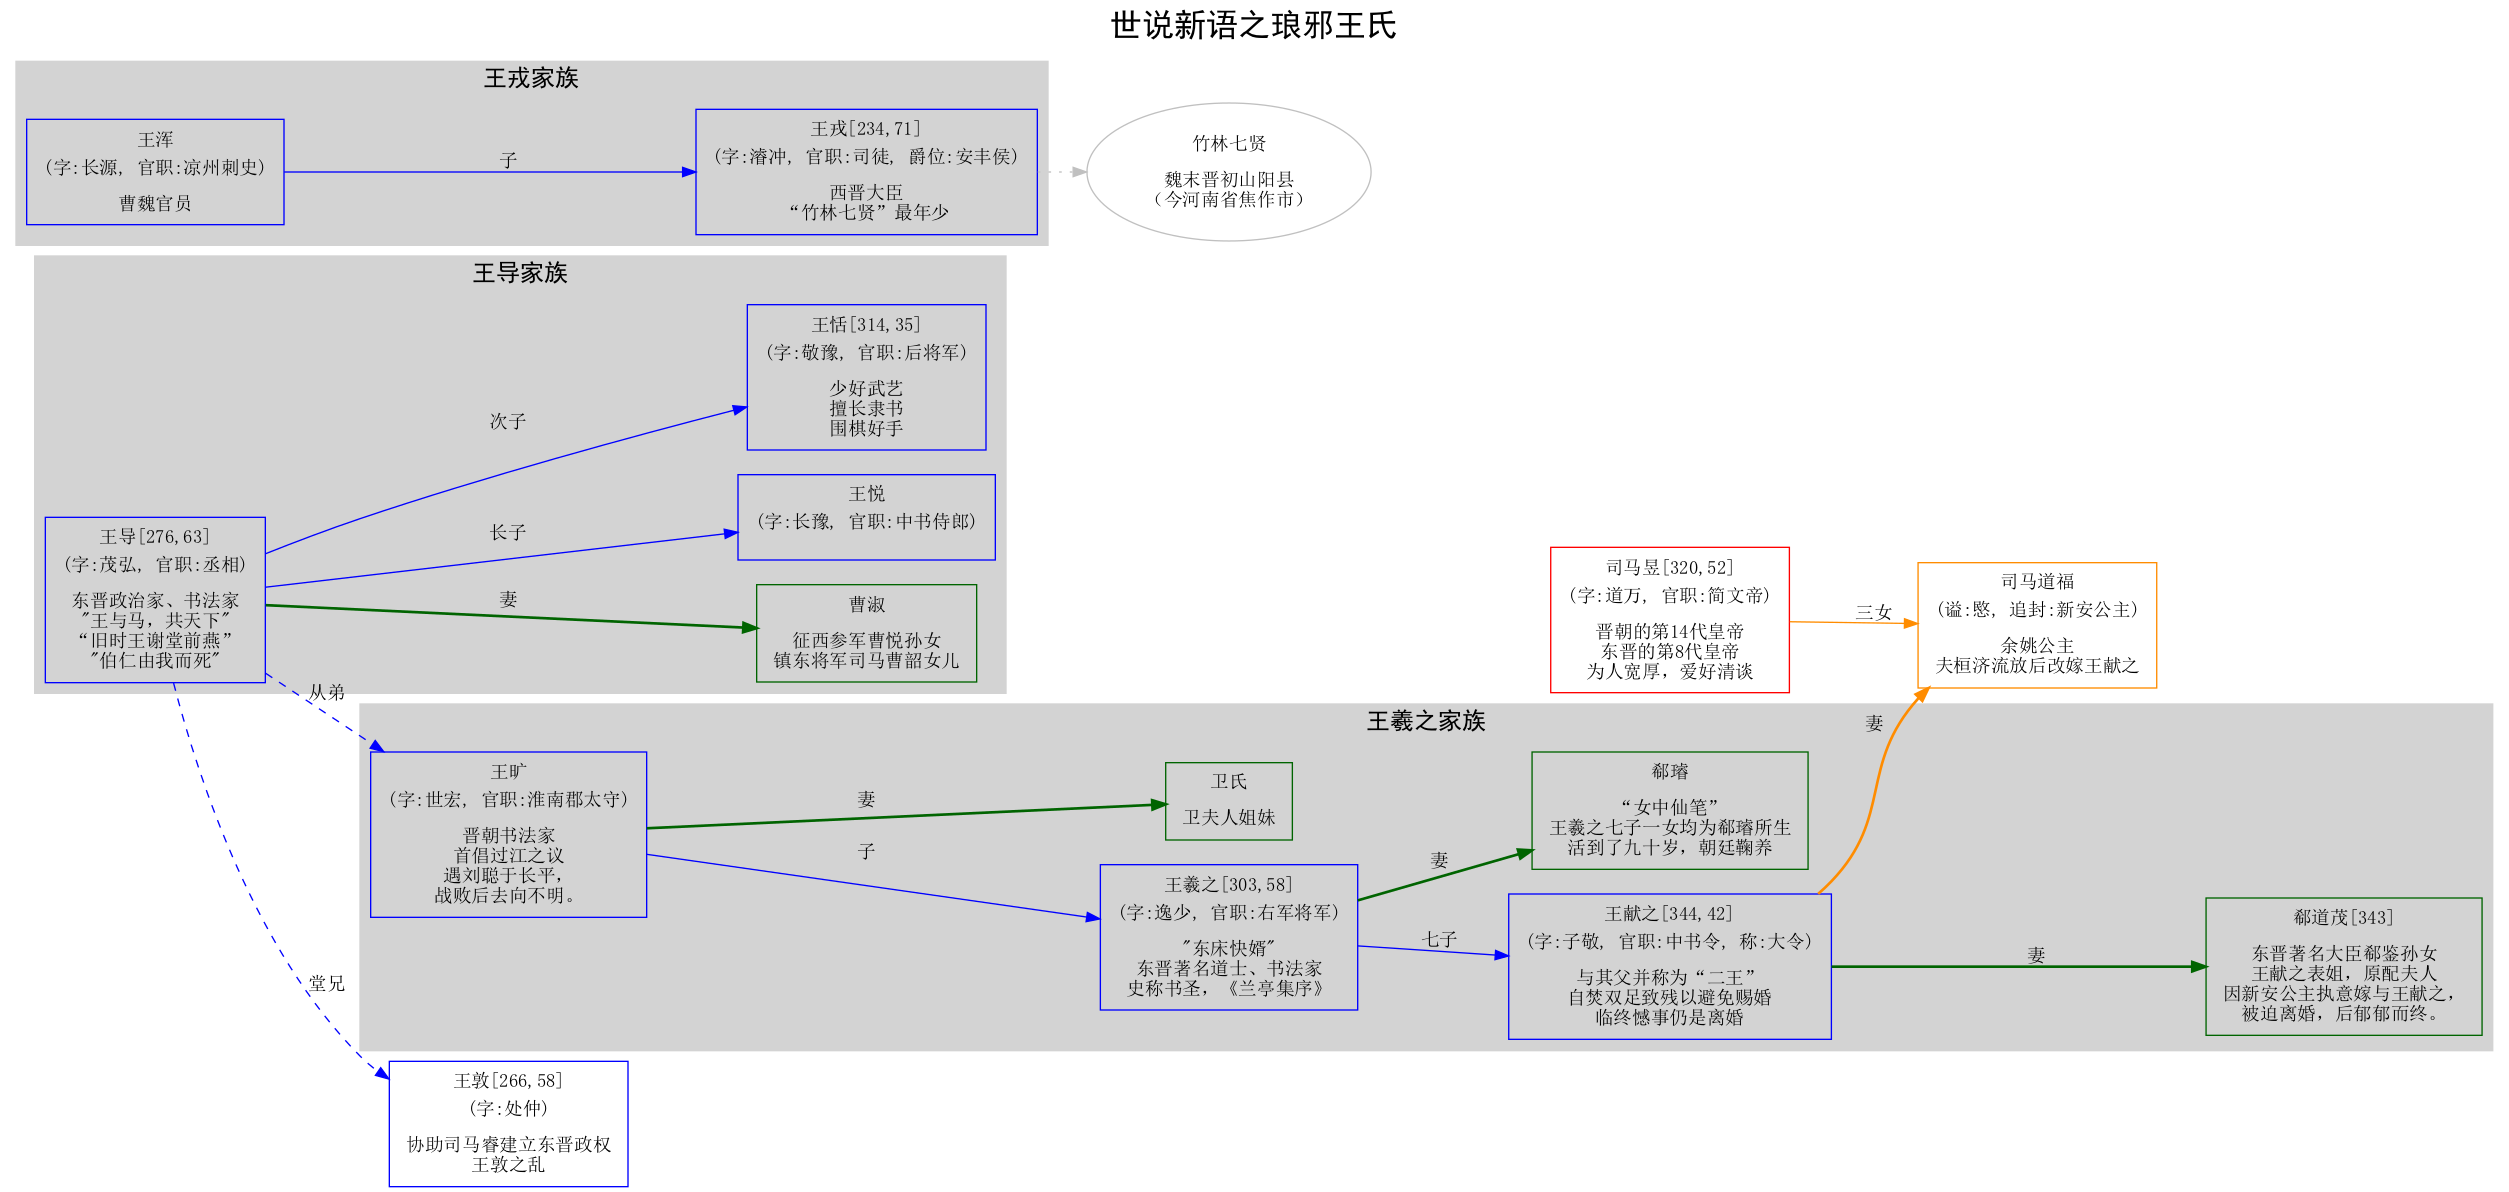 世说新语之琅邪王氏
王戎家族
王浑
(字:长源, 官职:凉州刺史)
曹魏官员
子
王戎[234,71]
(字:濬冲, 官职:司徒, 爵位:安丰侯)
西晋大臣
“竹林七贤”最年少
竹林七贤
魏末晋初山阳县
（今河南省焦作市）
王导家族
王导[276,63]
(字:茂弘, 官职:丞相)
东晋政治家、书法家
"王与马，共天下"
“旧时王谢堂前燕”
"伯仁由我而死"
次子
王恬[314,35]
(字:敬豫, 官职:后将军)
少好武艺
擅长隶书
围棋好手
长子
王悦
(字:长豫, 官职:中书侍郎)
妻
曹淑
征西参军曹悦孙女
镇东将军司马曹韶女儿
从弟
堂兄
司马昱[320,52]
(字:道万, 官职:简文帝)
晋朝的第14代皇帝
东晋的第8代皇帝
为人宽厚，爱好清谈
三女
司马道福
(谥:愍, 追封:新安公主)
余姚公主
夫桓济流放后改嫁王献之
王羲之家族
王旷
(字:世宏, 官职:淮南郡太守)
晋朝书法家
首倡过江之议
遇刘聪于长平，
战败后去向不明。
妻
卫氏
卫夫人姐妹
子
王羲之[303,58]
(字:逸少, 官职:右军将军)
"东床快婿"
东晋著名道士、书法家
史称书圣，《兰亭集序》
妻
郗璿
“女中仙笔”
王羲之七子一女均为郗璿所生
活到了九十岁，朝廷鞠养
七子
王献之[344,42]
(字:子敬, 官职:中书令, 称:大令)
与其父并称为“二王”
自焚双足致残以避免赐婚
临终憾事仍是离婚
妻
妻
郗道茂[343]
东晋著名大臣郗鉴孙女
王献之表姐，原配夫人
因新安公主执意嫁与王献之，
被迫离婚，后郁郁而终。
王敦[266,58]
(字:处仲)
协助司马睿建立东晋政权
王敦之乱